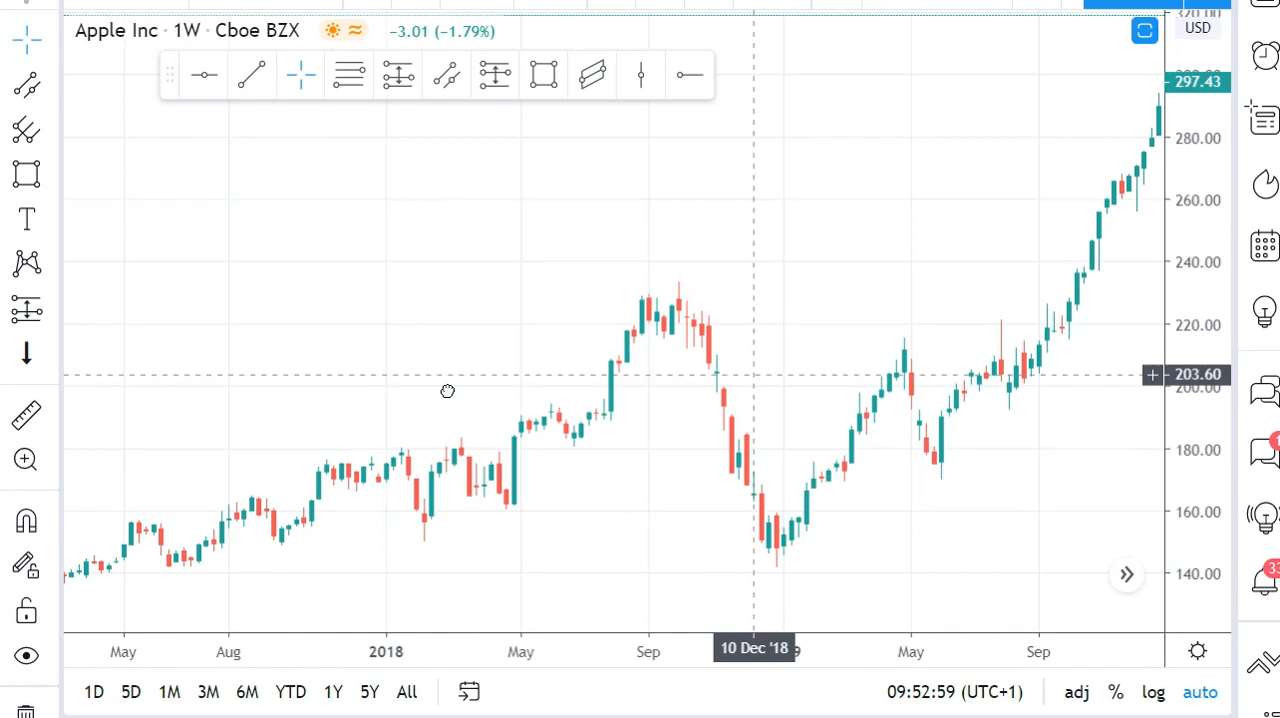 Apple Inc · 1W · Cboe BZX
−3.01 (−1.79%)
USD
297.43
280.00
260.00
240.00
220.00
203.60
200.00
180.00
160.00
140.00
May
Aug
2018
May
Sep
10 Dec '18
May
Sep
1D 5D 1M 3M 6M YTD 1Y 5Y All
09:52:59 (UTC+1)
adj % log auto